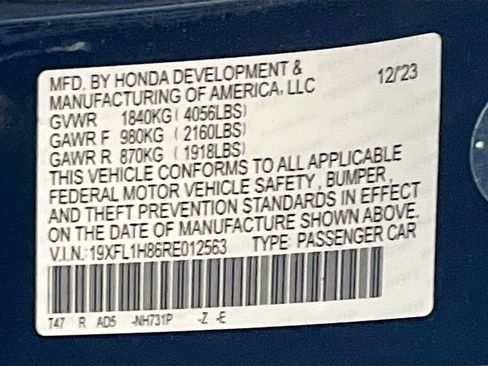 MFD. BY HONDA DEVELOPMENT &
MANUFACTURING OF AMERICA, LLC 12/23
GVWR 1840KG (4056LBS)
GAWR F 980KG (2160LBS)
GAWR R 870KG (1918LBS)
THIS VEHICLE CONFORMS TO ALL APPLICABLE
FEDERAL MOTOR VEHICLE SAFETY, BUMPER,
AND THEFT PREVENTION STANDARDS IN EFFECT
ON THE DATE OF MANUFACTURE SHOWN ABOVE.
V.I.N.:19XFL1H86RE012563 TYPE: PASSENGER CAR
T47 R AD5 -NH731P -Z -E